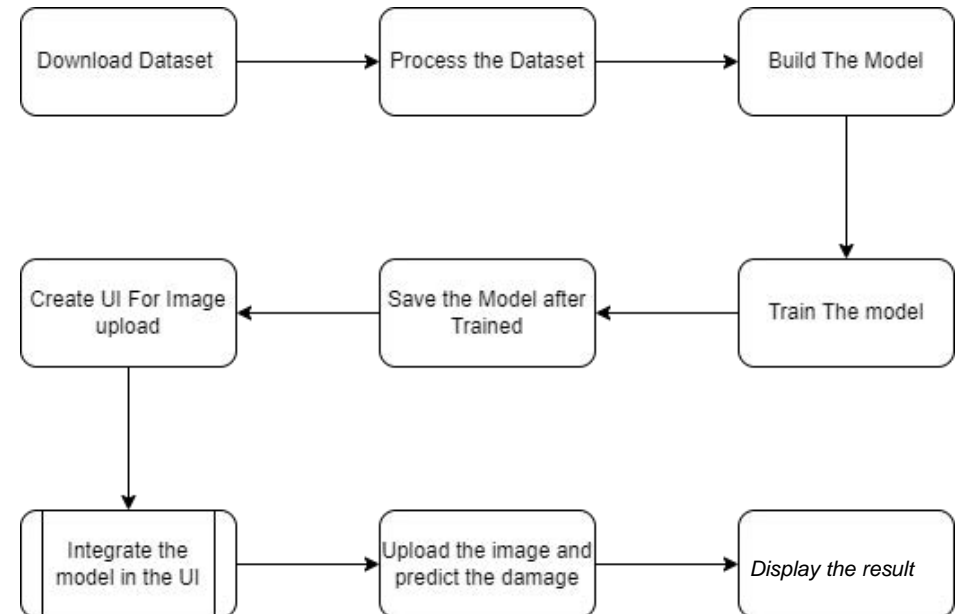 Download Dataset
Process the Dataset
Build The Model
Create UI For Image
upload
Save the Model after
Trained
Train The model
Integrate the
model in the UI
Upload the image and
predict the damage
Display the result